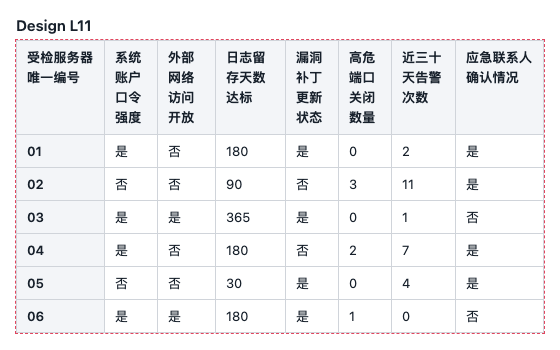 Design L11
受检服务器唯一编号 系统账户口令强度 外部网络访问开放 日志留存天数达标 漏洞补丁更新状态 高危端口关闭数量 近三十天告警次数 应急联系人确认情况
01 是 否 180 是 0 2 是
02 否 否 90 否 3 11 是
03 是 是 365 是 0 1 否
04 是 否 180 否 2 7 是
05 否 否 30 是 0 4 是
06 是 是 180 是 1 0 否